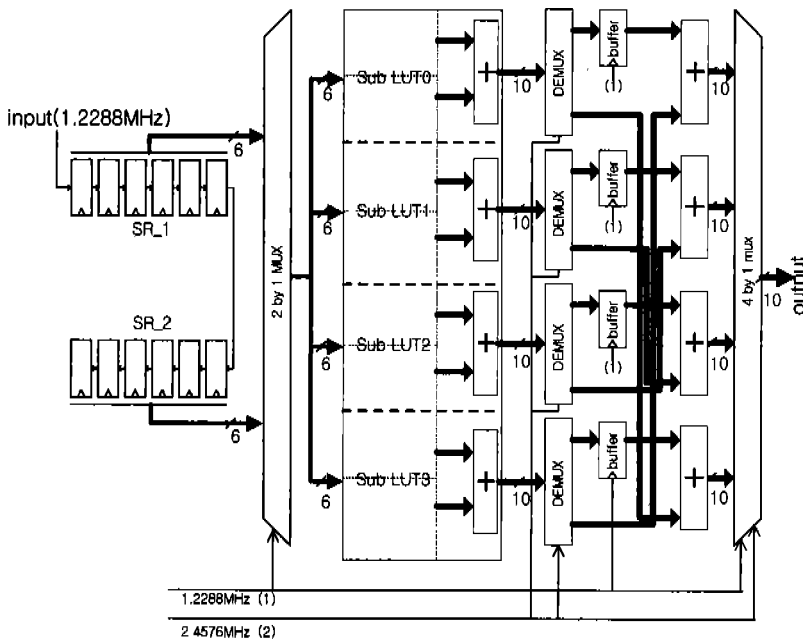 input(1.2288MHz)
6
SR_1
SR_2
6
2 by 1 MUX
6
Sub LUT0
+
10
DEMUX
buffer
(1)
+
10
6
Sub LUT1
+
10
DEMUX
buffer
(1)
+
10
6
Sub LUT2
+
10
DEMUX
buffer
(1)
+
10
6
Sub LUT3
+
10
DEMUX
buffer
+
10
4 by 1 mux
10
output
1.2288MHz (1)
2 4576MHz (2)